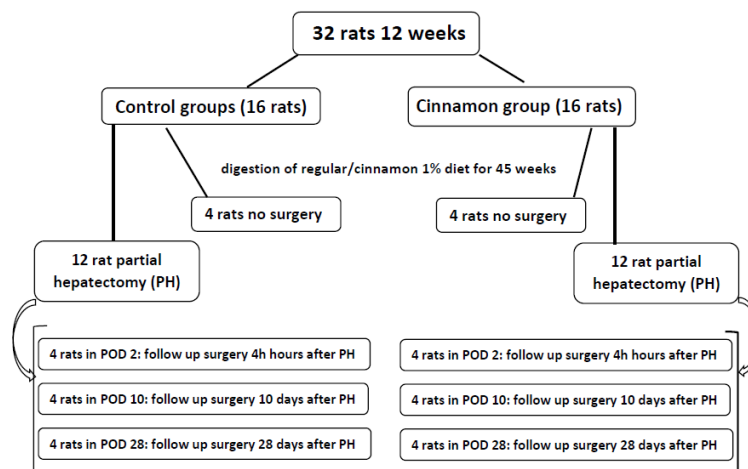 32 rats 12 weeks
Control groups (16 rats)
Cinnamon group (16 rats)
digestion of regular/cinnamon 1% diet for 45 weeks
4 rats no surgery
4 rats no surgery
12 rat partial
hepatectomy (PH)
12 rat partial
hepatectomy (PH)
4 rats in POD 2: follow up surgery 4h hours after PH
4 rats in POD 10: follow up surgery 10 days after PH
4 rats in POD 28: follow up surgery 28 days after PH
4 rats in POD 2: follow up surgery 4h hours after PH
4 rats in POD 10: follow up surgery 10 days after PH
4 rats in POD 28: follow up surgery 28 days after PH